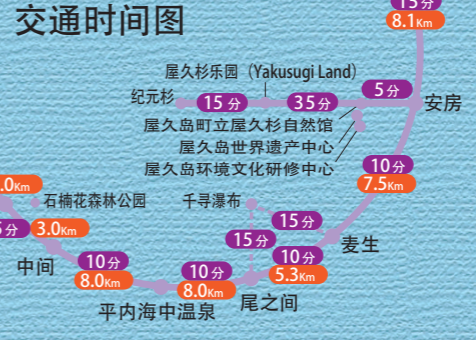 交通时间图
15分
8.1Km
屋久杉乐园（Yakusugi Land）
5分
纪元杉
15分
35分
安房
屋久岛町立屋久杉自然馆
屋久岛世界遗产中心
屋久岛环境文化研修中心
10分
7.5Km
.0Km
石楠花森林公园
千寻瀑布
15分
5分
3.0Km
15分
麦生
中间
10分
8.0Km
10分
8.0Km
10分
5.3Km
尾之间
平内海中温泉